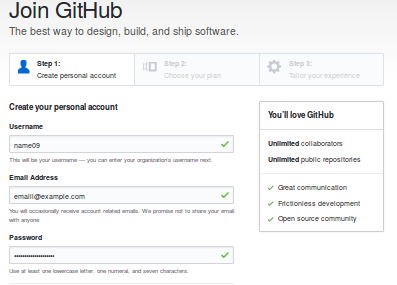 Join GitHub
The best way to design, build, and ship software.
Step 1:
Create personal account
Step 2:
Choose your plan
Step 3:
Tailor your experience
Create your personal account
Username
name09
This will be your username — you can enter your organization's username next.
Email Address
emaili@example.com
You will occasionally receive account related emails. We promise not to share your email
with anyone.
Password
Use at least one lowercase letter, one numeral, and seven characters.
You'll love GitHub
Unlimited collaborators
Unlimited public repositories
Great communication
Frictionless development
Open source community